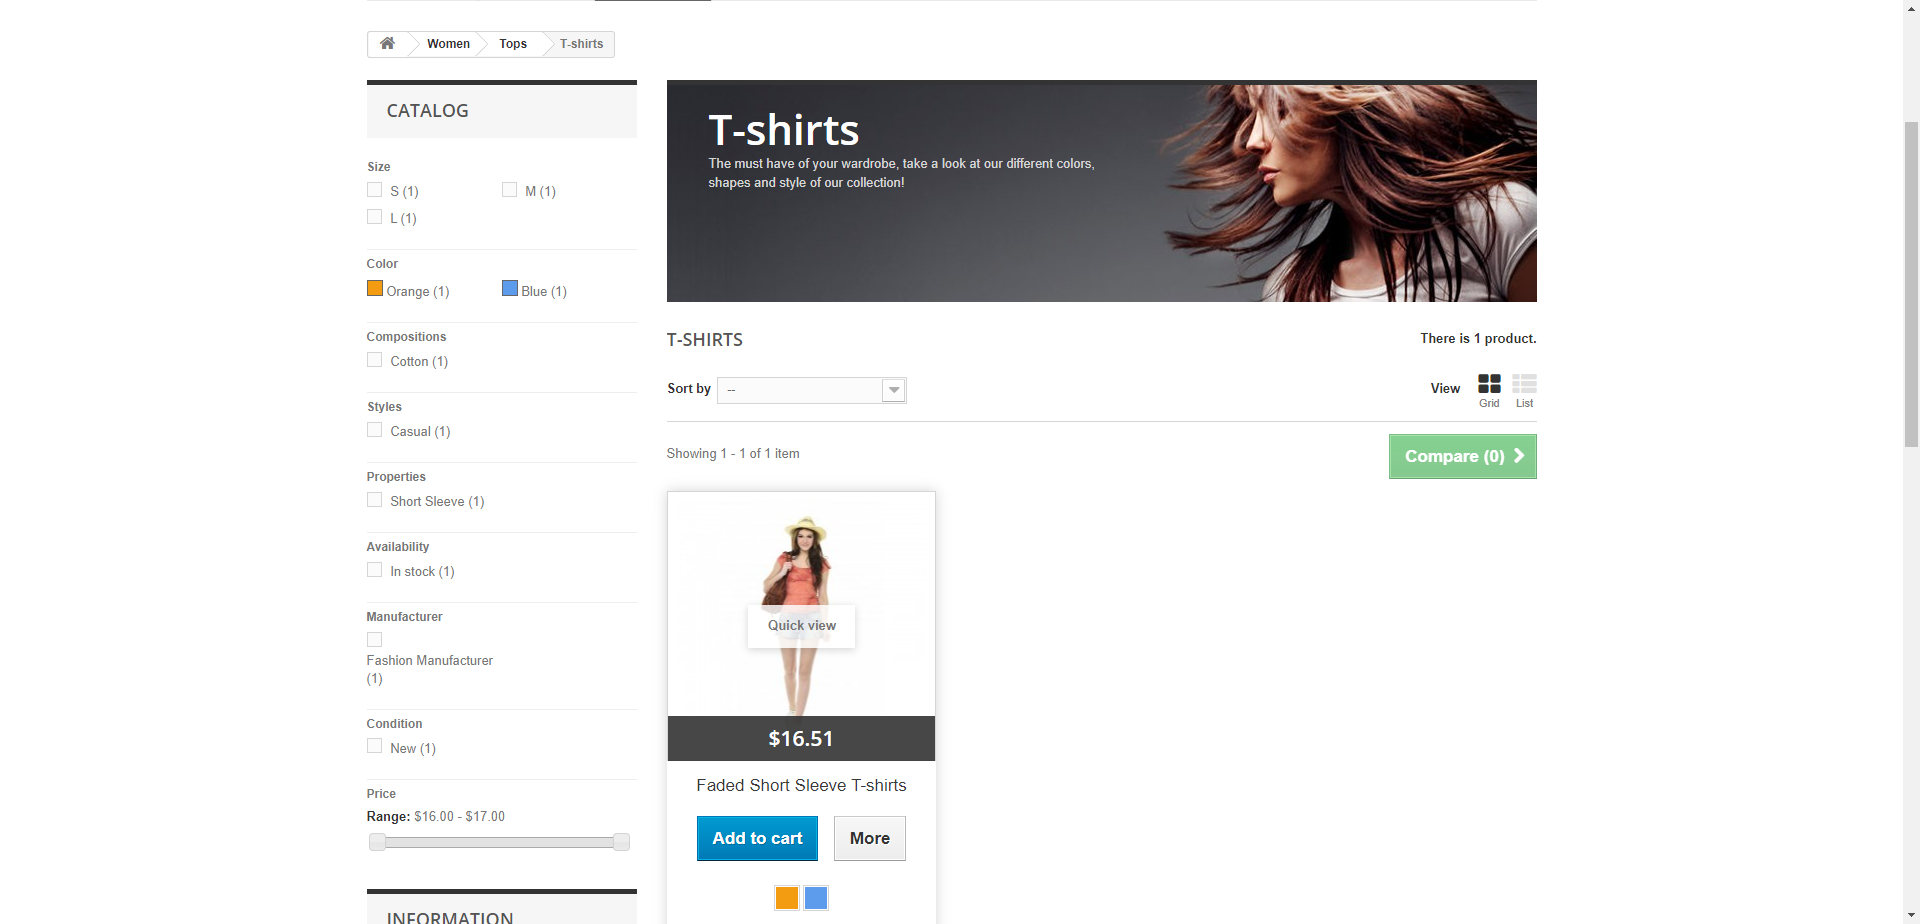 Women
Tops
T-shirts
CATALOG
Size
S (1)
M (1)
L (1)
Color
Orange (1)
Blue (1)
Compositions
Cotton (1)
Styles
Casual (1)
Properties
Short Sleeve (1)
Availability
In stock (1)
Manufacturer
Fashion Manufacturer
(1)
Condition
New (1)
Price
Range: $16.00 - $17.00
INFORMATION
T-shirts
The must have of your wardrobe, take a look at our different colors,
shapes and style of our collection!
T-SHIRTS
There is 1 product.
Sort by
--
View
Grid
List
Showing 1 - 1 of 1 item
Compare (0)
Quick view
$16.51
Faded Short Sleeve T-shirts
Add to cart
More